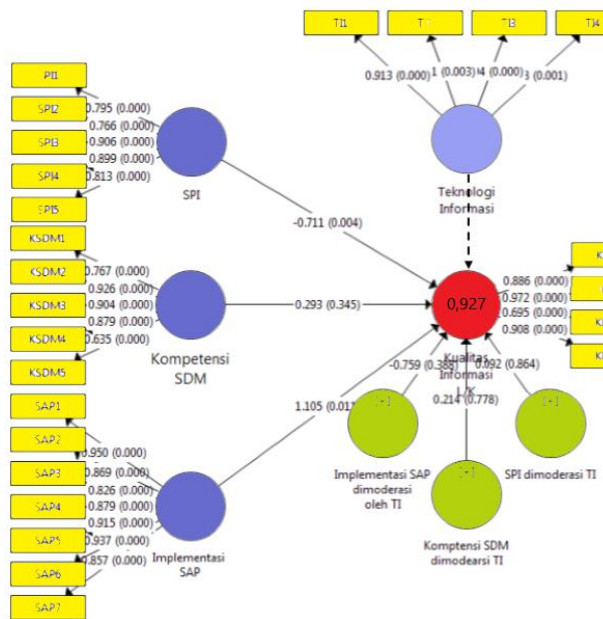 TI1
TI3
TI4
0.913 (0.000)
1 (0.003)
4 (0.000)
(0.001)
Teknologi
Informasi
PI1
SPI2
SPI3
SPI4
SPI5
0.795 (0.000)
0.766 (0.000)
0.906 (0.000)
0.899 (0.000)
0.813 (0.000)
SPI
-0.711 (0.004)
KSDM1
KSDM2
KSDM3
KSDM4
KSDM5
0.767 (0.000)
0.926 (0.000)
0.904 (0.000)
0.879 (0.000)
0.635 (0.000)
Kompetensi
SDM
0.293 (0.345)
0,927
0.886 (0.000)
0.972 (0.000)
0.695 (0.000)
0.908 (0.000)
Kualitas
Informasi
SAP1
SAP2
SAP3
SAP4
SAP5
SAP6
SAP7
0.950 (0.000)
0.869 (0.000)
0.826 (0.000)
0.879 (0.000)
0.915 (0.000)
0.937 (0.000)
0.857 (0.000)
Implementasi
SAP
1.105 (0.01
-0.759 (0.388)
0.214 (0.778)
0.092 (0.864)
Implementasi SAP
dimoderasi
oleh TI
Komptensi SDM
dimodearsi TI
SPI dimoderasi TI